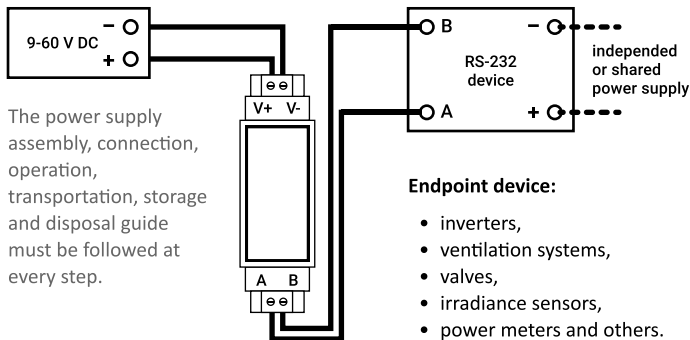 9-60 V DC
−
+
The power supply
assembly, connection,
operation,
transportation, storage
and disposal guide
must be followed at
every step.
V+ V-
A B
B
A
RS-232
device
−
+
independed
or shared
power supply
Endpoint device:
• inverters,
• ventilation systems,
• valves,
• irradiance sensors,
• power meters and others.